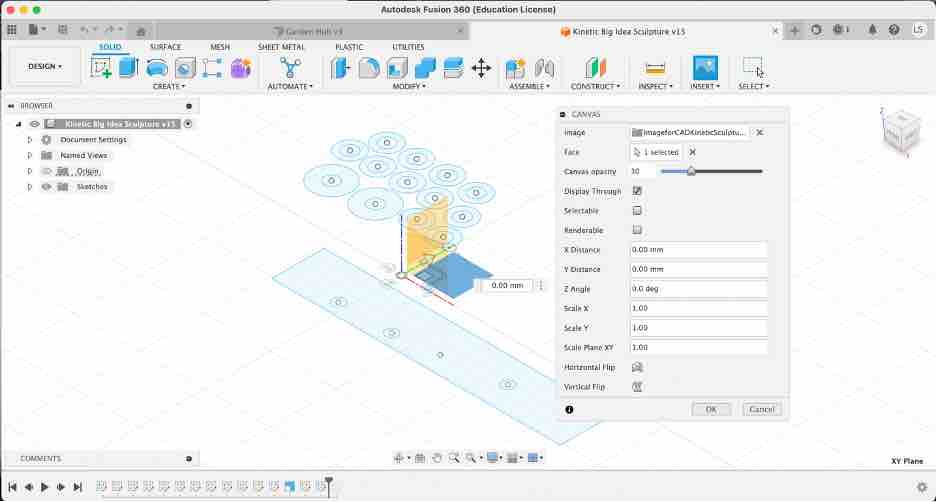 Autodesk Fusion 360 (Education License)
Garden Hub v3
Kinetic Big Idea Sculpture v15
1
LS
DESIGN
SOLID SURFACE MESH SHEET METAL PLASTIC UTILITIES
CREATE AUTOMATE MODIFY ASSEMBLE CONSTRUCT INSPECT INSERT SELECT
BROWSER
Kinetic Big Idea Sculpture v15
Document Settings
Named Views
Origin
Sketches
CANVAS
Image ImageforCADKineticSculptu...
Face 1 selected
Canvas opacity 30
Display Through
Selectable
Renderable
X Distance 0.00 mm
Y Distance 0.00 mm
Z Angle 0.0 deg
Scale X 1.00
Scale Y 1.00
Scale Plane XY 1.00
Horizontal Flip
Vertical Flip
OK Cancel
0.00 mm
Z
COMMENTS
XY Plane